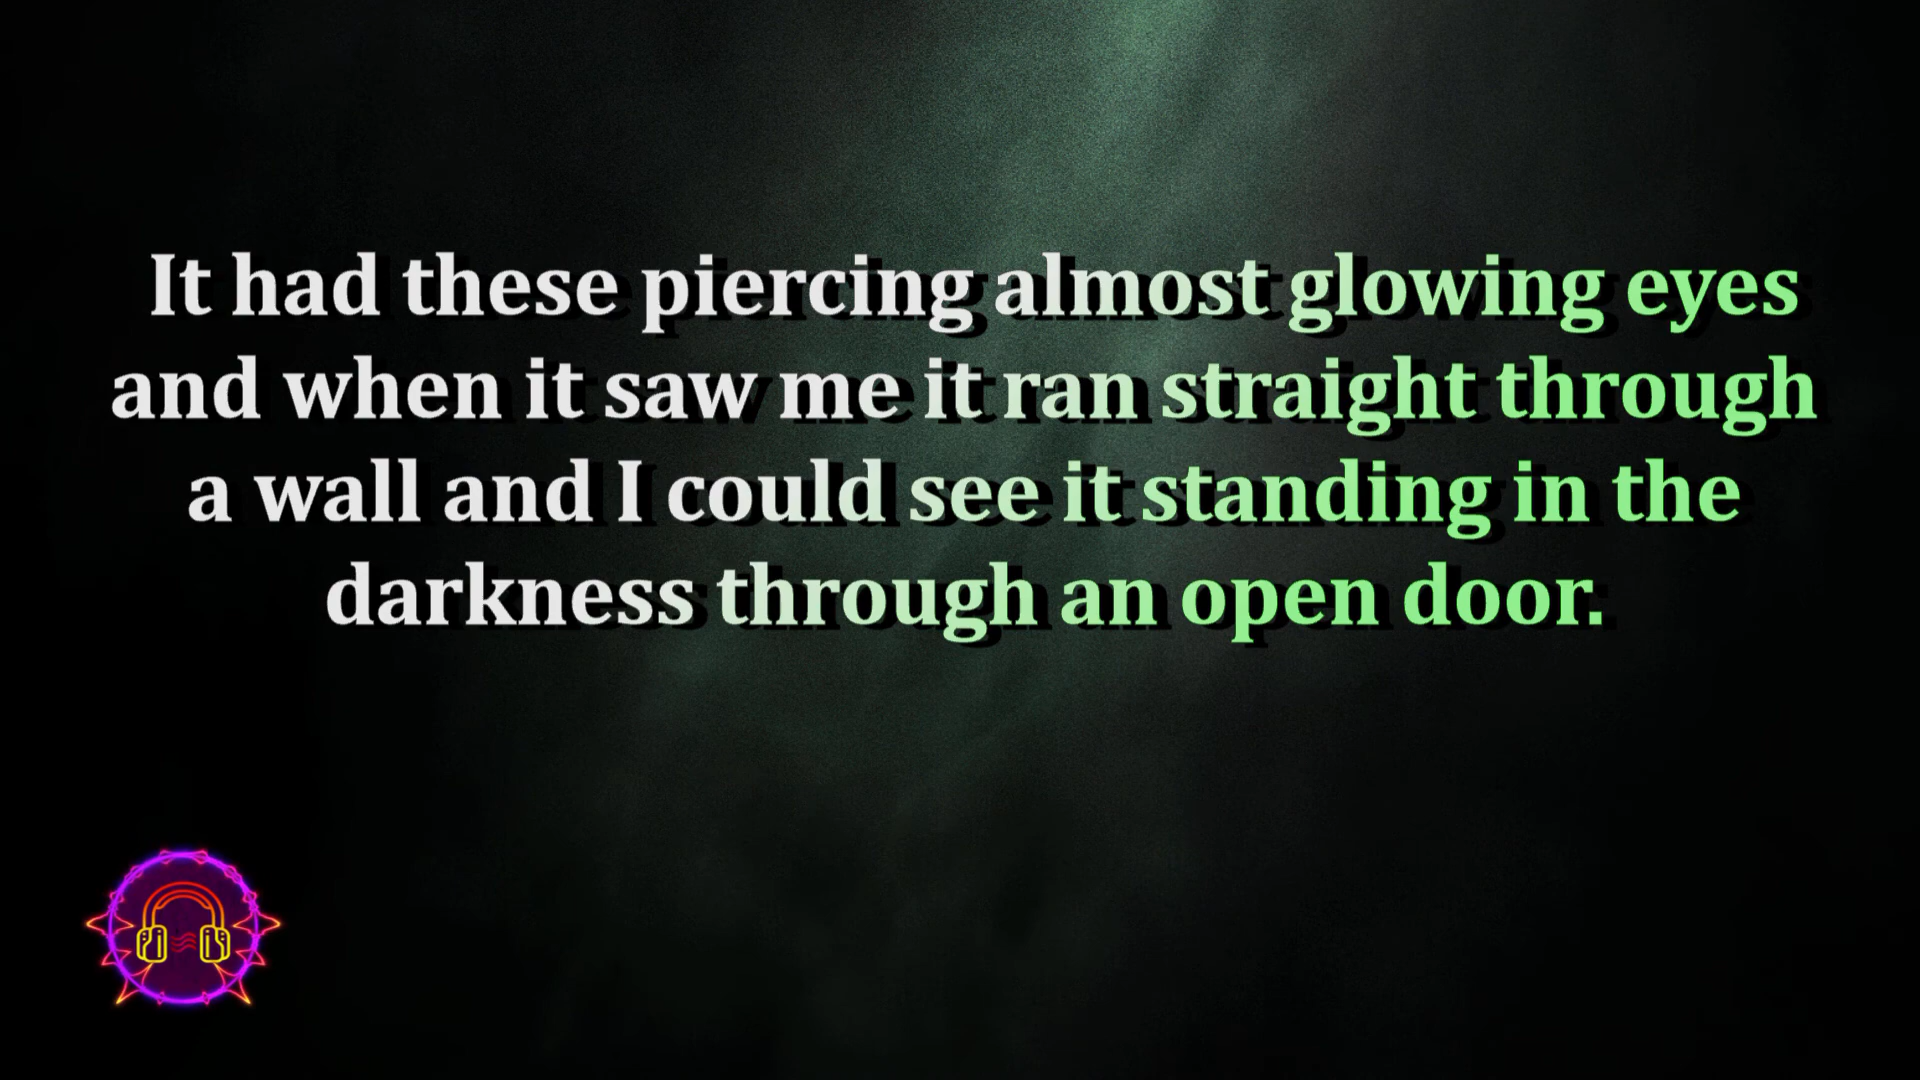 It had these piercing almost glowing eyes
and when it saw me it ran straight through
a wall and I could see it standing in the
darkness through an open door.